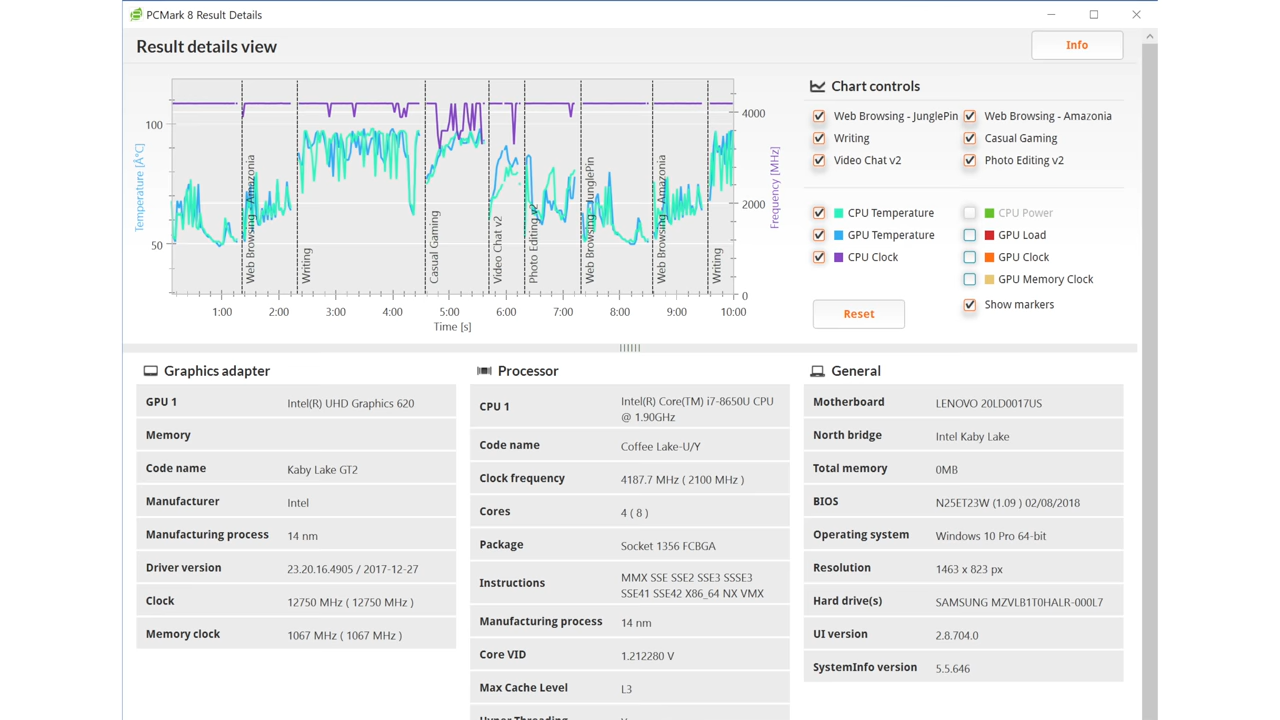 PCMark 8 Result Details
Result details view
Info
100
50
Temperature [Å°C]
4000
2000
0
Frequency [MHz]
Web Browsing - Amazonia
Writing
Casual Gaming
Video Chat v2
Photo Editing v2
Web Browsing - JunglePin
Web Browsing - Amazonia
Writing
1:00 2:00 3:00 4:00 5:00 6:00 7:00 8:00 9:00 10:00
Time [s]
Chart controls
Web Browsing - JunglePin Web Browsing - Amazonia
Writing Casual Gaming
Video Chat v2 Photo Editing v2
CPU Temperature CPU Power
GPU Temperature GPU Load
CPU Clock GPU Clock
GPU Memory Clock
Show markers
Reset
Graphics adapter
GPU 1 Intel(R) UHD Graphics 620
Memory
Code name Kaby Lake GT2
Manufacturer Intel
Manufacturing process 14 nm
Driver version 23.20.16.4905 / 2017-12-27
Clock 12750 MHz ( 12750 MHz )
Memory clock 1067 MHz ( 1067 MHz )
Processor
CPU 1 Intel(R) Core(TM) i7-8650U CPU
@ 1.90GHz
Code name Coffee Lake-U/Y
Clock frequency 4187.7 MHz ( 2100 MHz )
Cores 4 ( 8 )
Package Socket 1356 FCBGA
Instructions MMX SSE SSE2 SSE3 SSSE3
SSE41 SSE42 X86_64 NX VMX
Manufacturing process 14 nm
Core VID 1.212280 V
Max Cache Level L3
Hyper Threading
General
Motherboard LENOVO 20LD0017US
North bridge Intel Kaby Lake
Total memory 0MB
BIOS N25ET23W (1.09 ) 02/08/2018
Operating system Windows 10 Pro 64-bit
Resolution 1463 x 823 px
Hard drive(s) SAMSUNG MZVLB1T0HALR-000L7
UI version 2.8.704.0
SystemInfo version 5.5.646